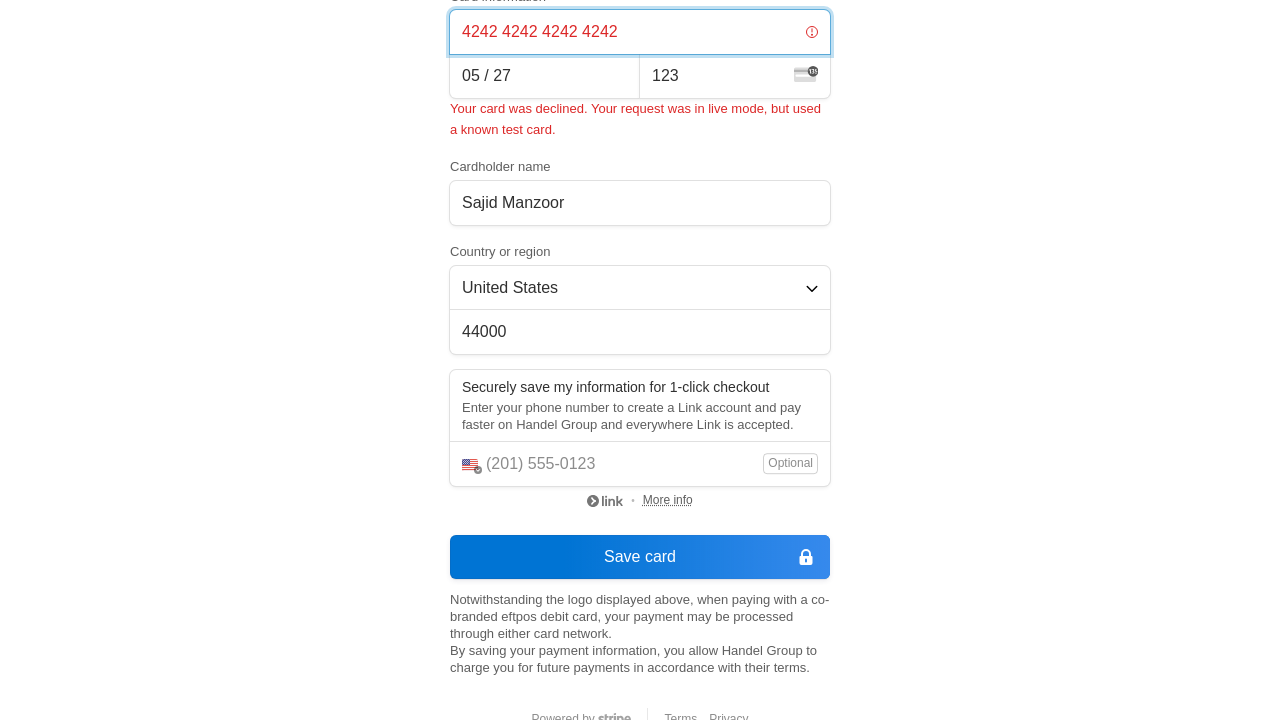 4242 4242 4242 4242
05 / 27
123
Your card was declined. Your request was in live mode, but used
a known test card.
Cardholder name
Sajid Manzoor
Country or region
United States
44000
Securely save my information for 1-click checkout
Enter your phone number to create a Link account and pay
faster on Handel Group and everywhere Link is accepted.
(201) 555-0123
Optional
link
More info
Save card
Notwithstanding the logo displayed above, when paying with a co-
branded eftpos debit card, your payment may be processed
through either card network.
By saving your payment information, you allow Handel Group to
charge you for future payments in accordance with their terms.
Powered by stripe
Terms
Privacy